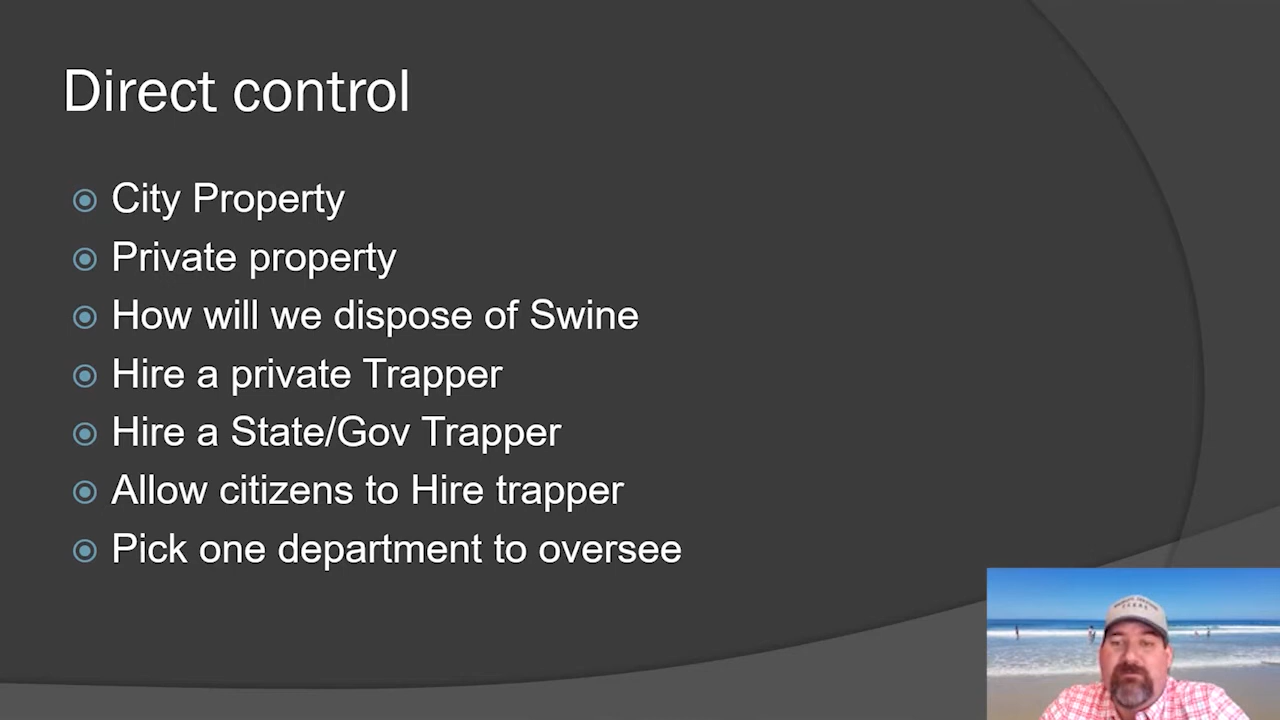 Direct control
City Property
Private property
How will we dispose of Swine
Hire a private Trapper
Hire a State/Gov Trapper
Allow citizens to Hire trapper
Pick one department to oversee